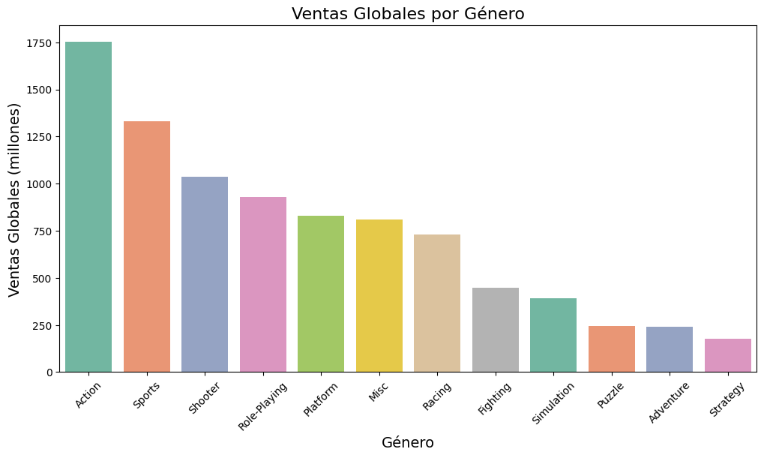 Ventas Globales por Género
Ventas Globales (millones)
1750
1500
1250
1000
750
500
250
0
Action
Sports
Shooter
Role-Playing
Platform
Misc
Racing
Fighting
Simulation
Puzzle
Adventure
Strategy
Género